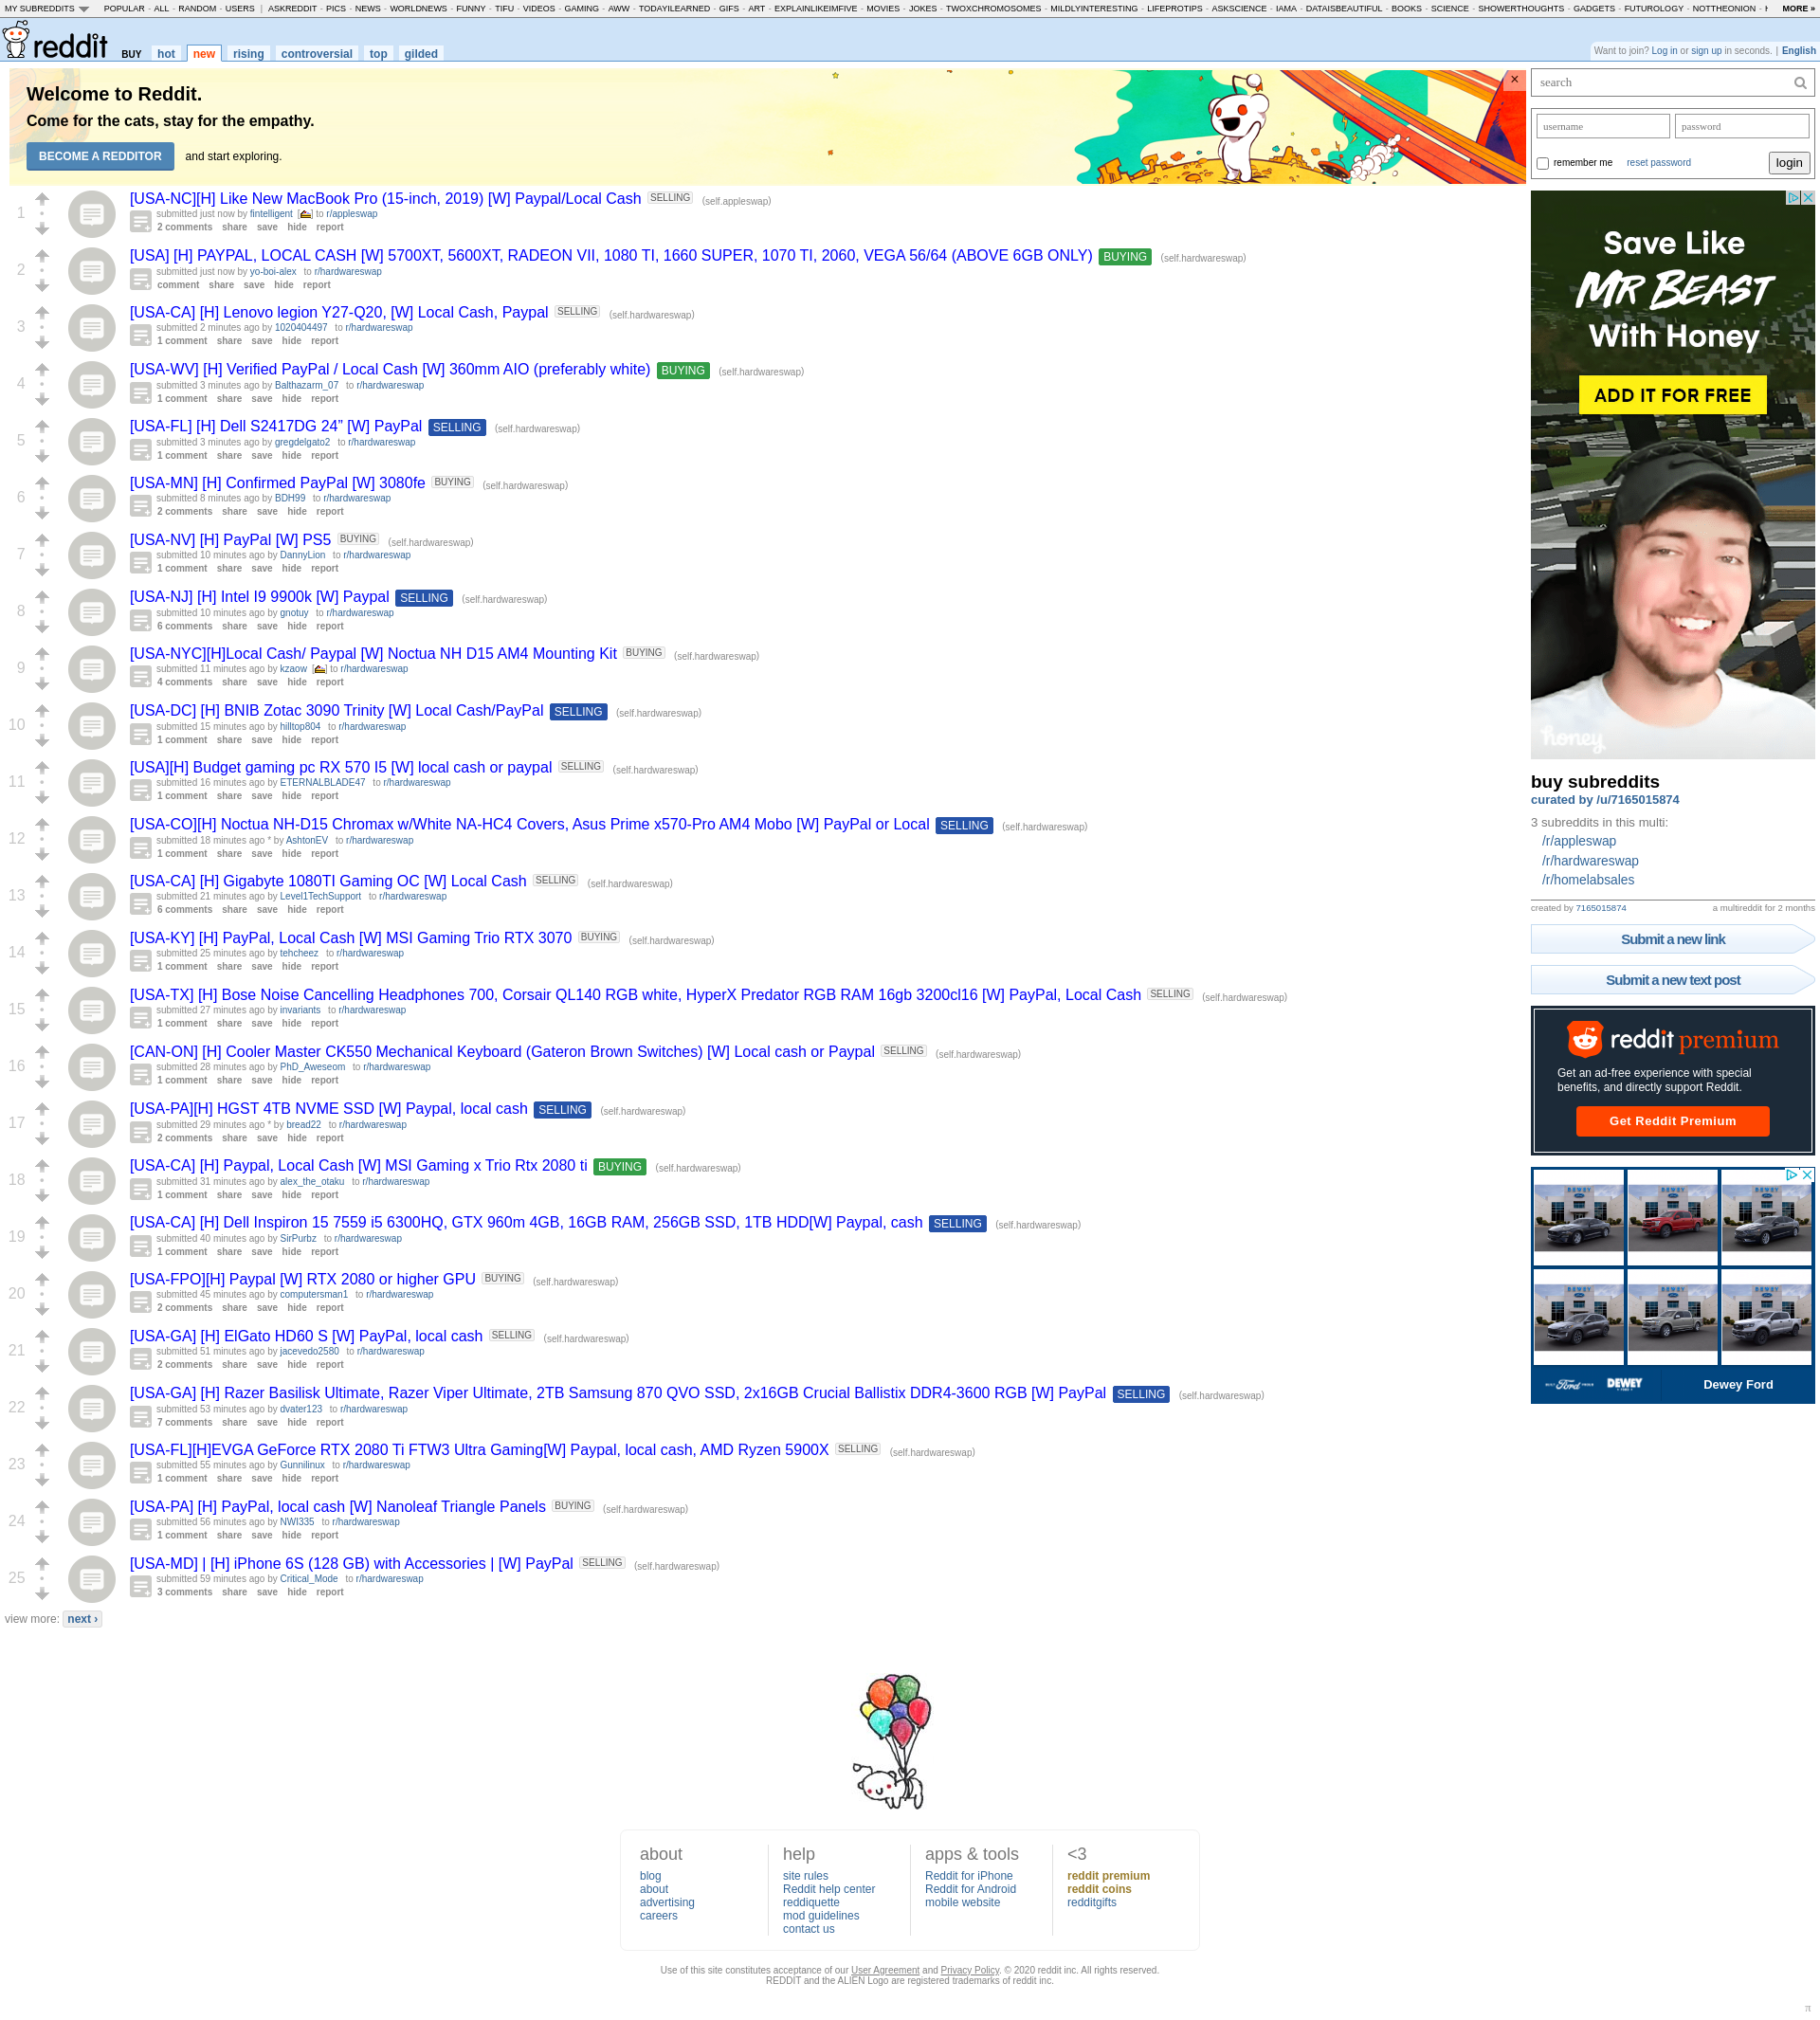 MY SUBREDDITS POPULAR - ALL - RANDOM - USERS | ASKREDDIT - PICS - NEWS - WORLDNEWS - FUNNY - TIFU - VIDEOS - GAMING - AWW - TODAYILEARNED - GIFS - ART - EXPLAINLIKEIMFIVE - MOVIES - JOKES - TWOXCHROMOSOMES - MILDLYINTERESTING - LIFEPROTIPS - ASKSCIENCE - IAMA - DATAISBEAUTIFUL - BOOKS - SCIENCE - SHOWERTHOUGHTS - GADGETS - FUTUROLOGY - NOTTHEONION - MORE »
reddit BUY hot new rising controversial top gilded
Want to join? Log in or sign up in seconds. | English
Welcome to Reddit.
Come for the cats, stay for the empathy.
BECOME A REDDITOR and start exploring.
×
1
[USA-NC][H] Like New MacBook Pro (15-inch, 2019) [W] Paypal/Local Cash SELLING (self.appleswap)
submitted just now by fintelligent [] to r/appleswap
2 comments share save hide report
2
[USA] [H] PAYPAL, LOCAL CASH [W] 5700XT, 5600XT, RADEON VII, 1080 TI, 1660 SUPER, 1070 TI, 2060, VEGA 56/64 (ABOVE 6GB ONLY) BUYING (self.hardwareswap)
submitted just now by yo-boi-alex to r/hardwareswap
comment share save hide report
3
[USA-CA] [H] Lenovo legion Y27-Q20, [W] Local Cash, Paypal SELLING (self.hardwareswap)
submitted 2 minutes ago by 1020404497 to r/hardwareswap
1 comment share save hide report
4
[USA-WV] [H] Verified PayPal / Local Cash [W] 360mm AIO (preferably white) BUYING (self.hardwareswap)
submitted 3 minutes ago by Balthazarm_07 to r/hardwareswap
1 comment share save hide report
5
[USA-FL] [H] Dell S2417DG 24” [W] PayPal SELLING (self.hardwareswap)
submitted 3 minutes ago by gregdelgato2 to r/hardwareswap
1 comment share save hide report
6
[USA-MN] [H] Confirmed PayPal [W] 3080fe BUYING (self.hardwareswap)
submitted 8 minutes ago by BDH99 to r/hardwareswap
2 comments share save hide report
7
[USA-NV] [H] PayPal [W] PS5 BUYING (self.hardwareswap)
submitted 10 minutes ago by DannyLion to r/hardwareswap
1 comment share save hide report
8
[USA-NJ] [H] Intel I9 9900k [W] Paypal SELLING (self.hardwareswap)
submitted 10 minutes ago by gnotuy to r/hardwareswap
6 comments share save hide report
9
[USA-NYC][H]Local Cash/ Paypal [W] Noctua NH D15 AM4 Mounting Kit BUYING (self.hardwareswap)
submitted 11 minutes ago by kzaow [] to r/hardwareswap
4 comments share save hide report
10
[USA-DC] [H] BNIB Zotac 3090 Trinity [W] Local Cash/PayPal SELLING (self.hardwareswap)
submitted 15 minutes ago by hilltop804 to r/hardwareswap
1 comment share save hide report
11
[USA][H] Budget gaming pc RX 570 I5 [W] local cash or paypal SELLING (self.hardwareswap)
submitted 16 minutes ago by ETERNALBLADE47 to r/hardwareswap
1 comment share save hide report
12
[USA-CO][H] Noctua NH-D15 Chromax w/White NA-HC4 Covers, Asus Prime x570-Pro AM4 Mobo [W] PayPal or Local SELLING (self.hardwareswap)
submitted 18 minutes ago * by AshtonEV to r/hardwareswap
1 comment share save hide report
13
[USA-CA] [H] Gigabyte 1080TI Gaming OC [W] Local Cash SELLING (self.hardwareswap)
submitted 21 minutes ago by Level1TechSupport to r/hardwareswap
6 comments share save hide report
14
[USA-KY] [H] PayPal, Local Cash [W] MSI Gaming Trio RTX 3070 BUYING (self.hardwareswap)
submitted 25 minutes ago by tehcheez to r/hardwareswap
1 comment share save hide report
15
[USA-TX] [H] Bose Noise Cancelling Headphones 700, Corsair QL140 RGB white, HyperX Predator RGB RAM 16gb 3200cl16 [W] PayPal, Local Cash SELLING (self.hardwareswap)
submitted 27 minutes ago by invariants to r/hardwareswap
1 comment share save hide report
16
[CAN-ON] [H] Cooler Master CK550 Mechanical Keyboard (Gateron Brown Switches) [W] Local cash or Paypal SELLING (self.hardwareswap)
submitted 28 minutes ago by PhD_Aweseom to r/hardwareswap
1 comment share save hide report
17
[USA-PA][H] HGST 4TB NVME SSD [W] Paypal, local cash SELLING (self.hardwareswap)
submitted 29 minutes ago * by bread22 to r/hardwareswap
2 comments share save hide report
18
[USA-CA] [H] Paypal, Local Cash [W] MSI Gaming x Trio Rtx 2080 ti BUYING (self.hardwareswap)
submitted 31 minutes ago by alex_the_otaku to r/hardwareswap
1 comment share save hide report
19
[USA-CA] [H] Dell Inspiron 15 7559 i5 6300HQ, GTX 960m 4GB, 16GB RAM, 256GB SSD, 1TB HDD[W] Paypal, cash SELLING (self.hardwareswap)
submitted 40 minutes ago by SirPurbz to r/hardwareswap
1 comment share save hide report
20
[USA-FPO][H] Paypal [W] RTX 2080 or higher GPU BUYING (self.hardwareswap)
submitted 45 minutes ago by computersman1 to r/hardwareswap
2 comments share save hide report
21
[USA-GA] [H] ElGato HD60 S [W] PayPal, local cash SELLING (self.hardwareswap)
submitted 51 minutes ago by jacevedo2580 to r/hardwareswap
2 comments share save hide report
22
[USA-GA] [H] Razer Basilisk Ultimate, Razer Viper Ultimate, 2TB Samsung 870 QVO SSD, 2x16GB Crucial Ballistix DDR4-3600 RGB [W] PayPal SELLING (self.hardwareswap)
submitted 53 minutes ago by dvater123 to r/hardwareswap
7 comments share save hide report
23
[USA-FL][H]EVGA GeForce RTX 2080 Ti FTW3 Ultra Gaming[W] Paypal, local cash, AMD Ryzen 5900X SELLING (self.hardwareswap)
submitted 55 minutes ago by Gunnilinux to r/hardwareswap
1 comment share save hide report
24
[USA-PA] [H] PayPal, local cash [W] Nanoleaf Triangle Panels BUYING (self.hardwareswap)
submitted 56 minutes ago by NWI335 to r/hardwareswap
1 comment share save hide report
25
[USA-MD] | [H] iPhone 6S (128 GB) with Accessories | [W] PayPal SELLING (self.hardwareswap)
submitted 59 minutes ago by Critical_Mode to r/hardwareswap
3 comments share save hide report
view more: next ›
search
username password
remember me reset password login
Save Like
MR BEAST
With Honey
ADD IT FOR FREE
honey
buy subreddits
curated by /u/7165015874
3 subreddits in this multi:
/r/appleswap
/r/hardwareswap
/r/homelabsales
created by 7165015874 a multireddit for 2 months
Submit a new link
Submit a new text post
reddit premium
Get an ad-free experience with special
benefits, and directly support Reddit.
Get Reddit Premium
Ford DEWEY Dewey Ford
about
blog
about
advertising
careers
help
site rules
Reddit help center
reddiquette
mod guidelines
contact us
apps & tools
Reddit for iPhone
Reddit for Android
mobile website
<3
reddit premium
reddit coins
redditgifts
Use of this site constitutes acceptance of our User Agreement and Privacy Policy. © 2020 reddit inc. All rights reserved.
REDDIT and the ALIEN Logo are registered trademarks of reddit inc.
π